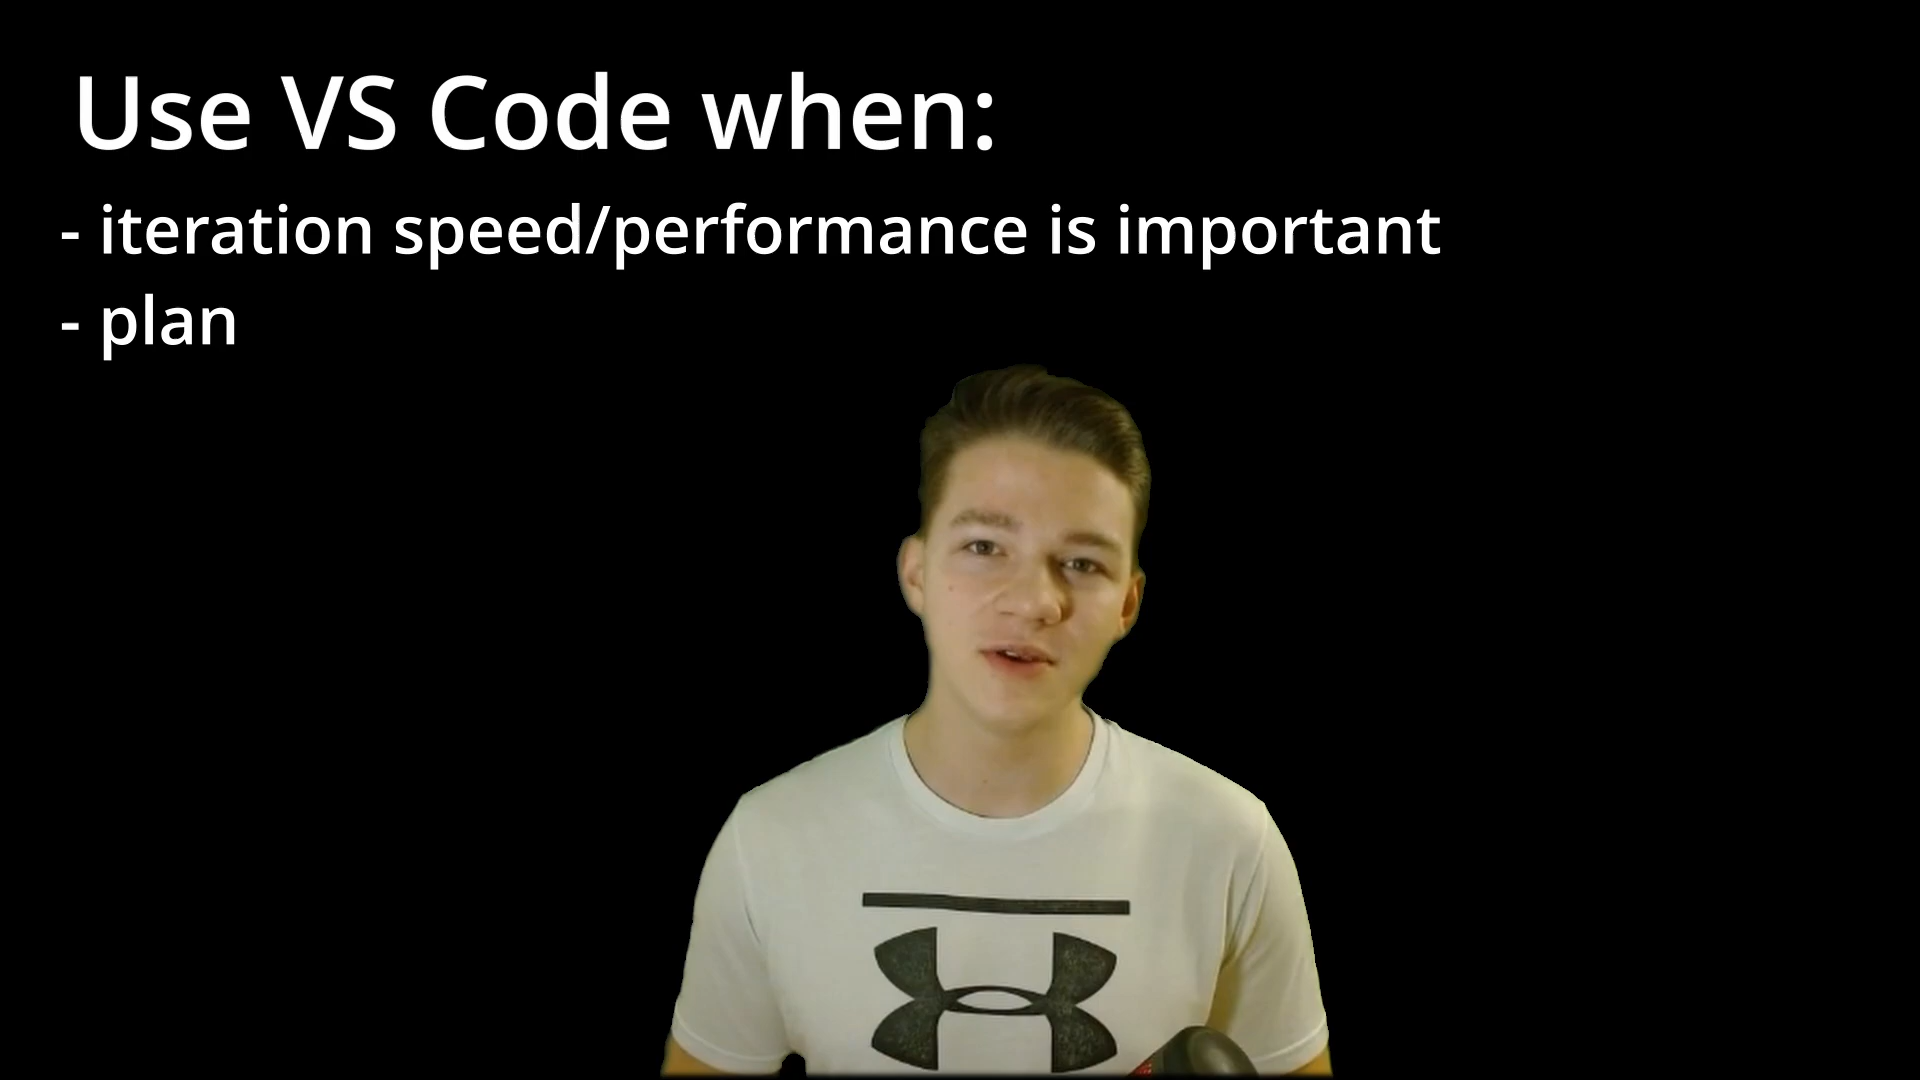 Use VS Code when:
- iteration speed/performance is important
- plan